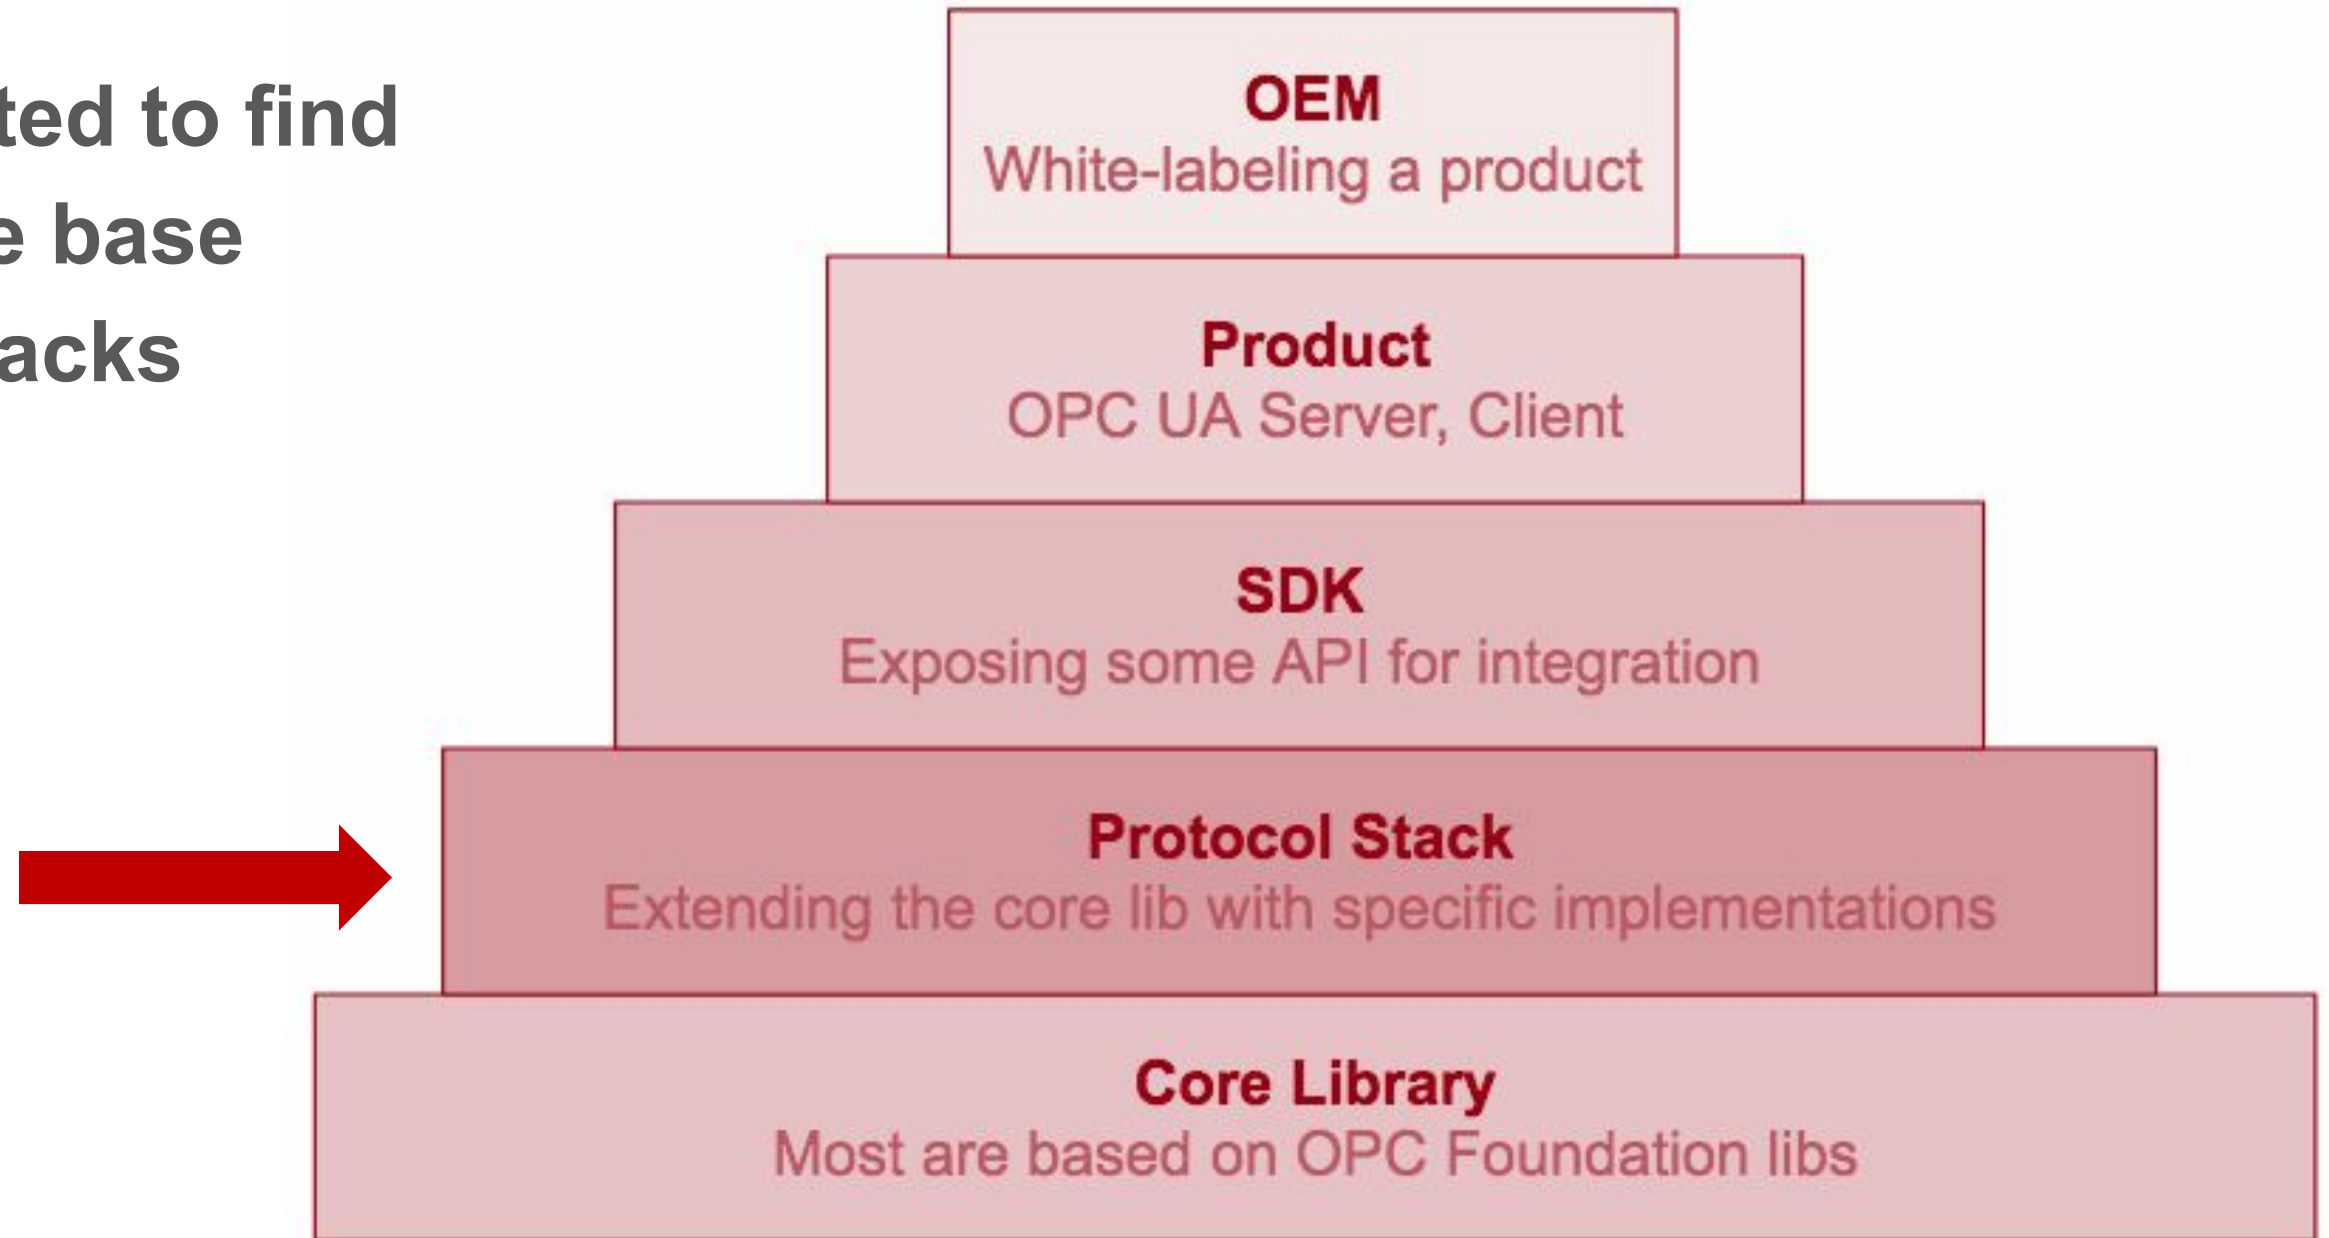 ted to find
e base
acks
OEM
White-labeling a product
Product
OPC UA Server, Client
SDK
Exposing some API for integration
Protocol Stack
Extending the core lib with specific implementations
Core Library
Most are based on OPC Foundation libs